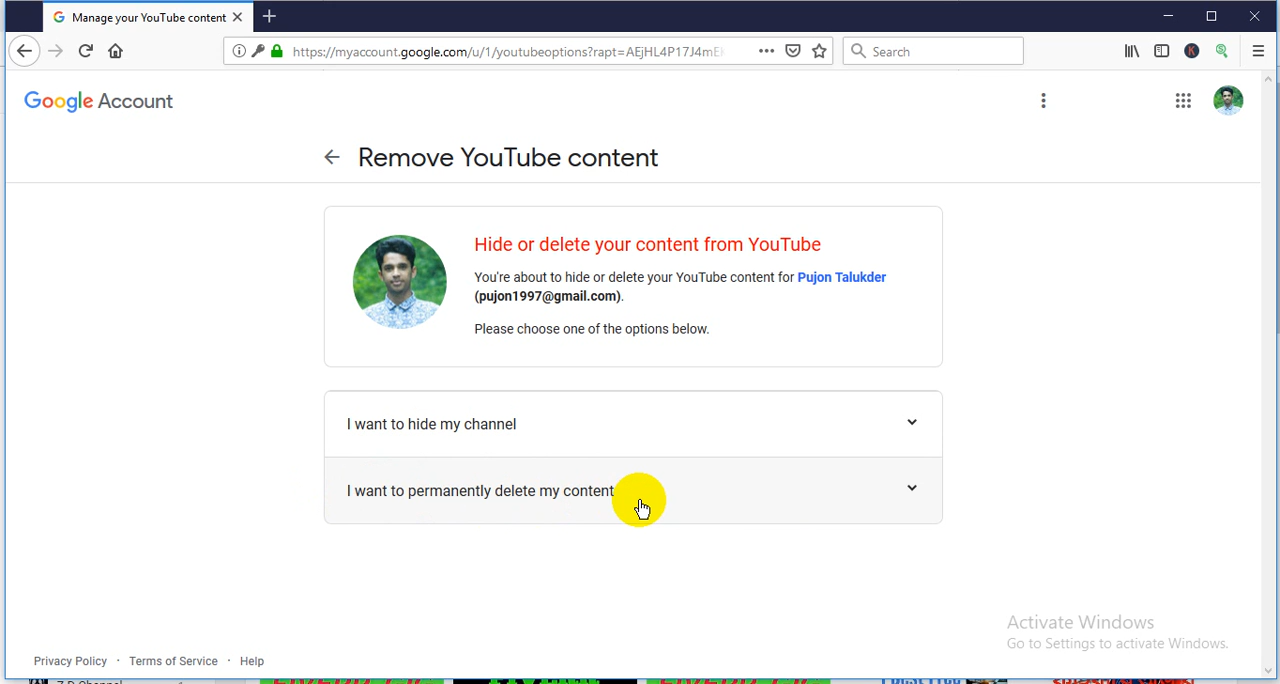 Manage your YouTube content
https://myaccount.google.com/u/1/youtubeoptions?rapt=AEjHL4P17J4mE
Search
Google Account
Remove YouTube content
Hide or delete your content from YouTube
You're about to hide or delete your YouTube content for Pujon Talukder
(pujon1997@gmail.com).
Please choose one of the options below.
I want to hide my channel
I want to permanently delete my content
Activate Windows
Go to Settings to activate Windows.
Privacy Policy · Terms of Service · Help